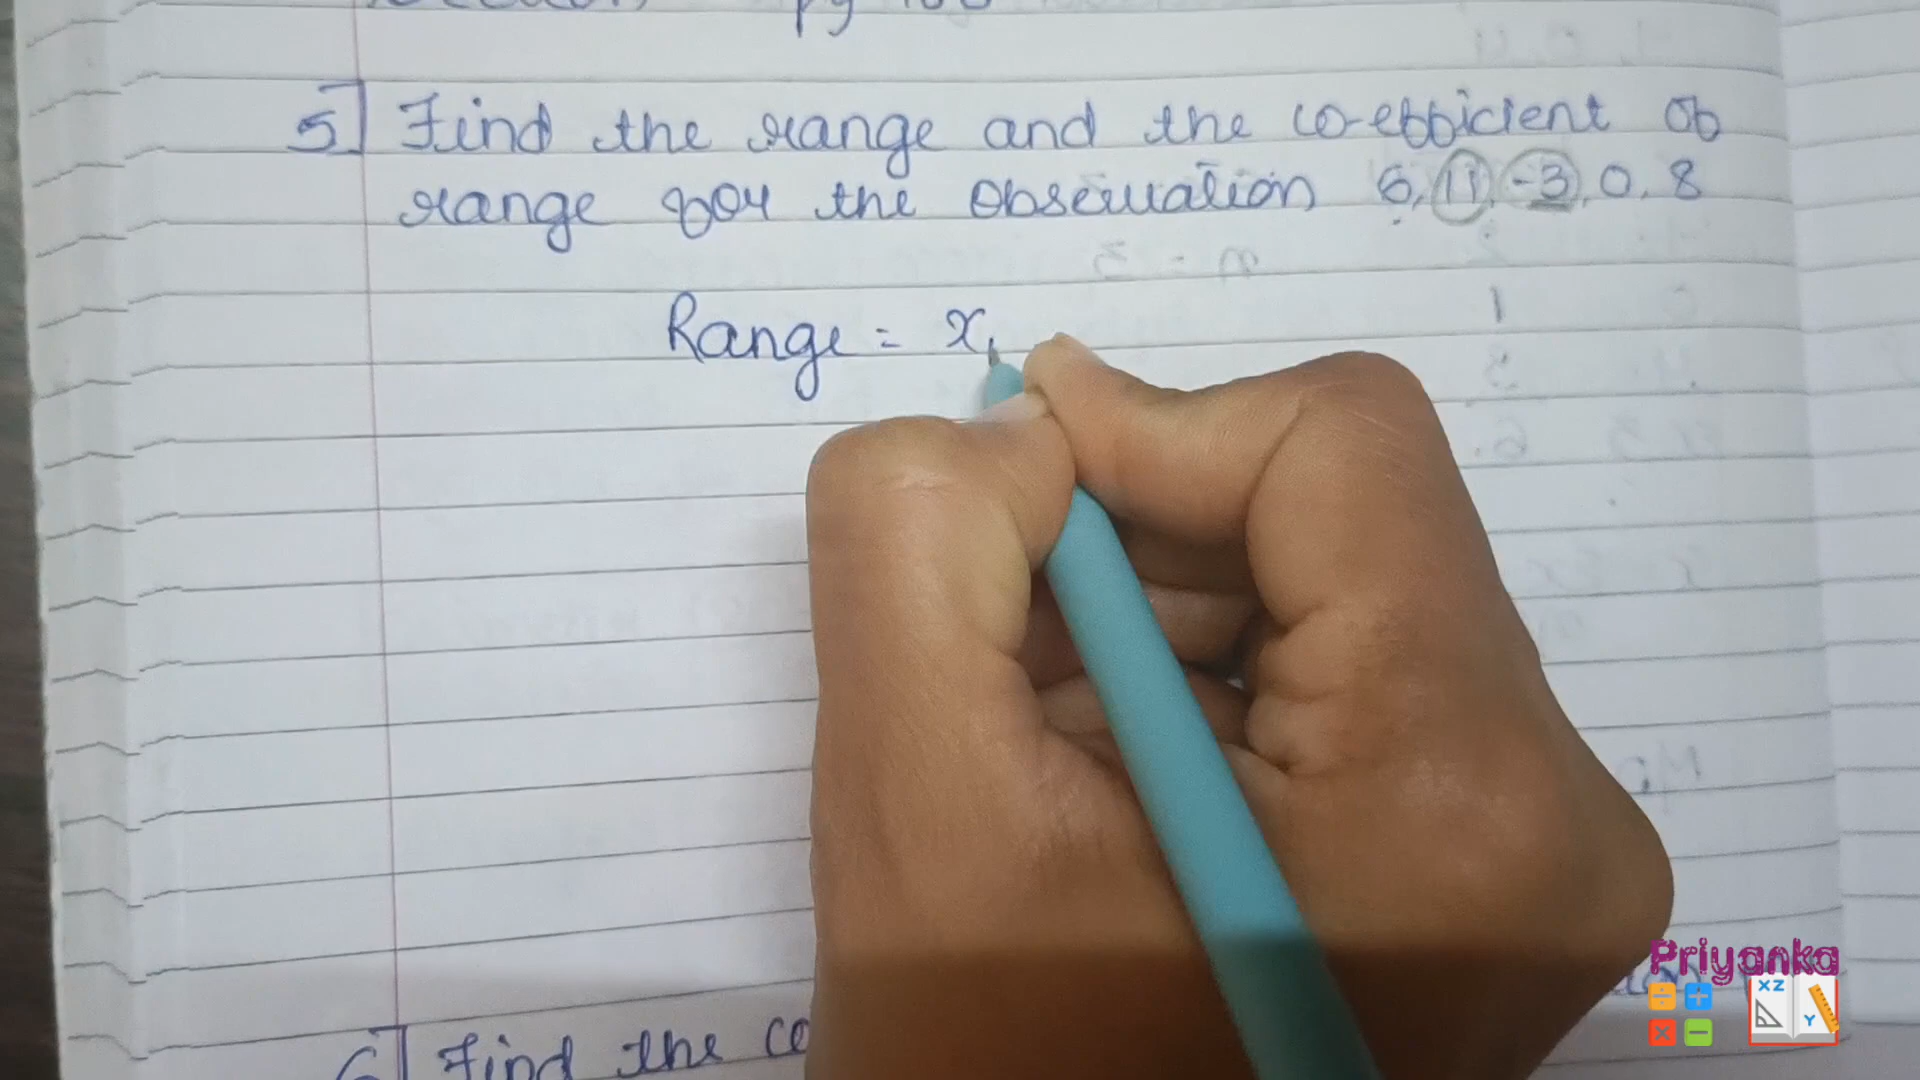 5] Find the range and the co-efficient of
range for the observation 6, 11, -3, 0, 8
Range = x
6] Find the co
Priyanka
XZ
Y